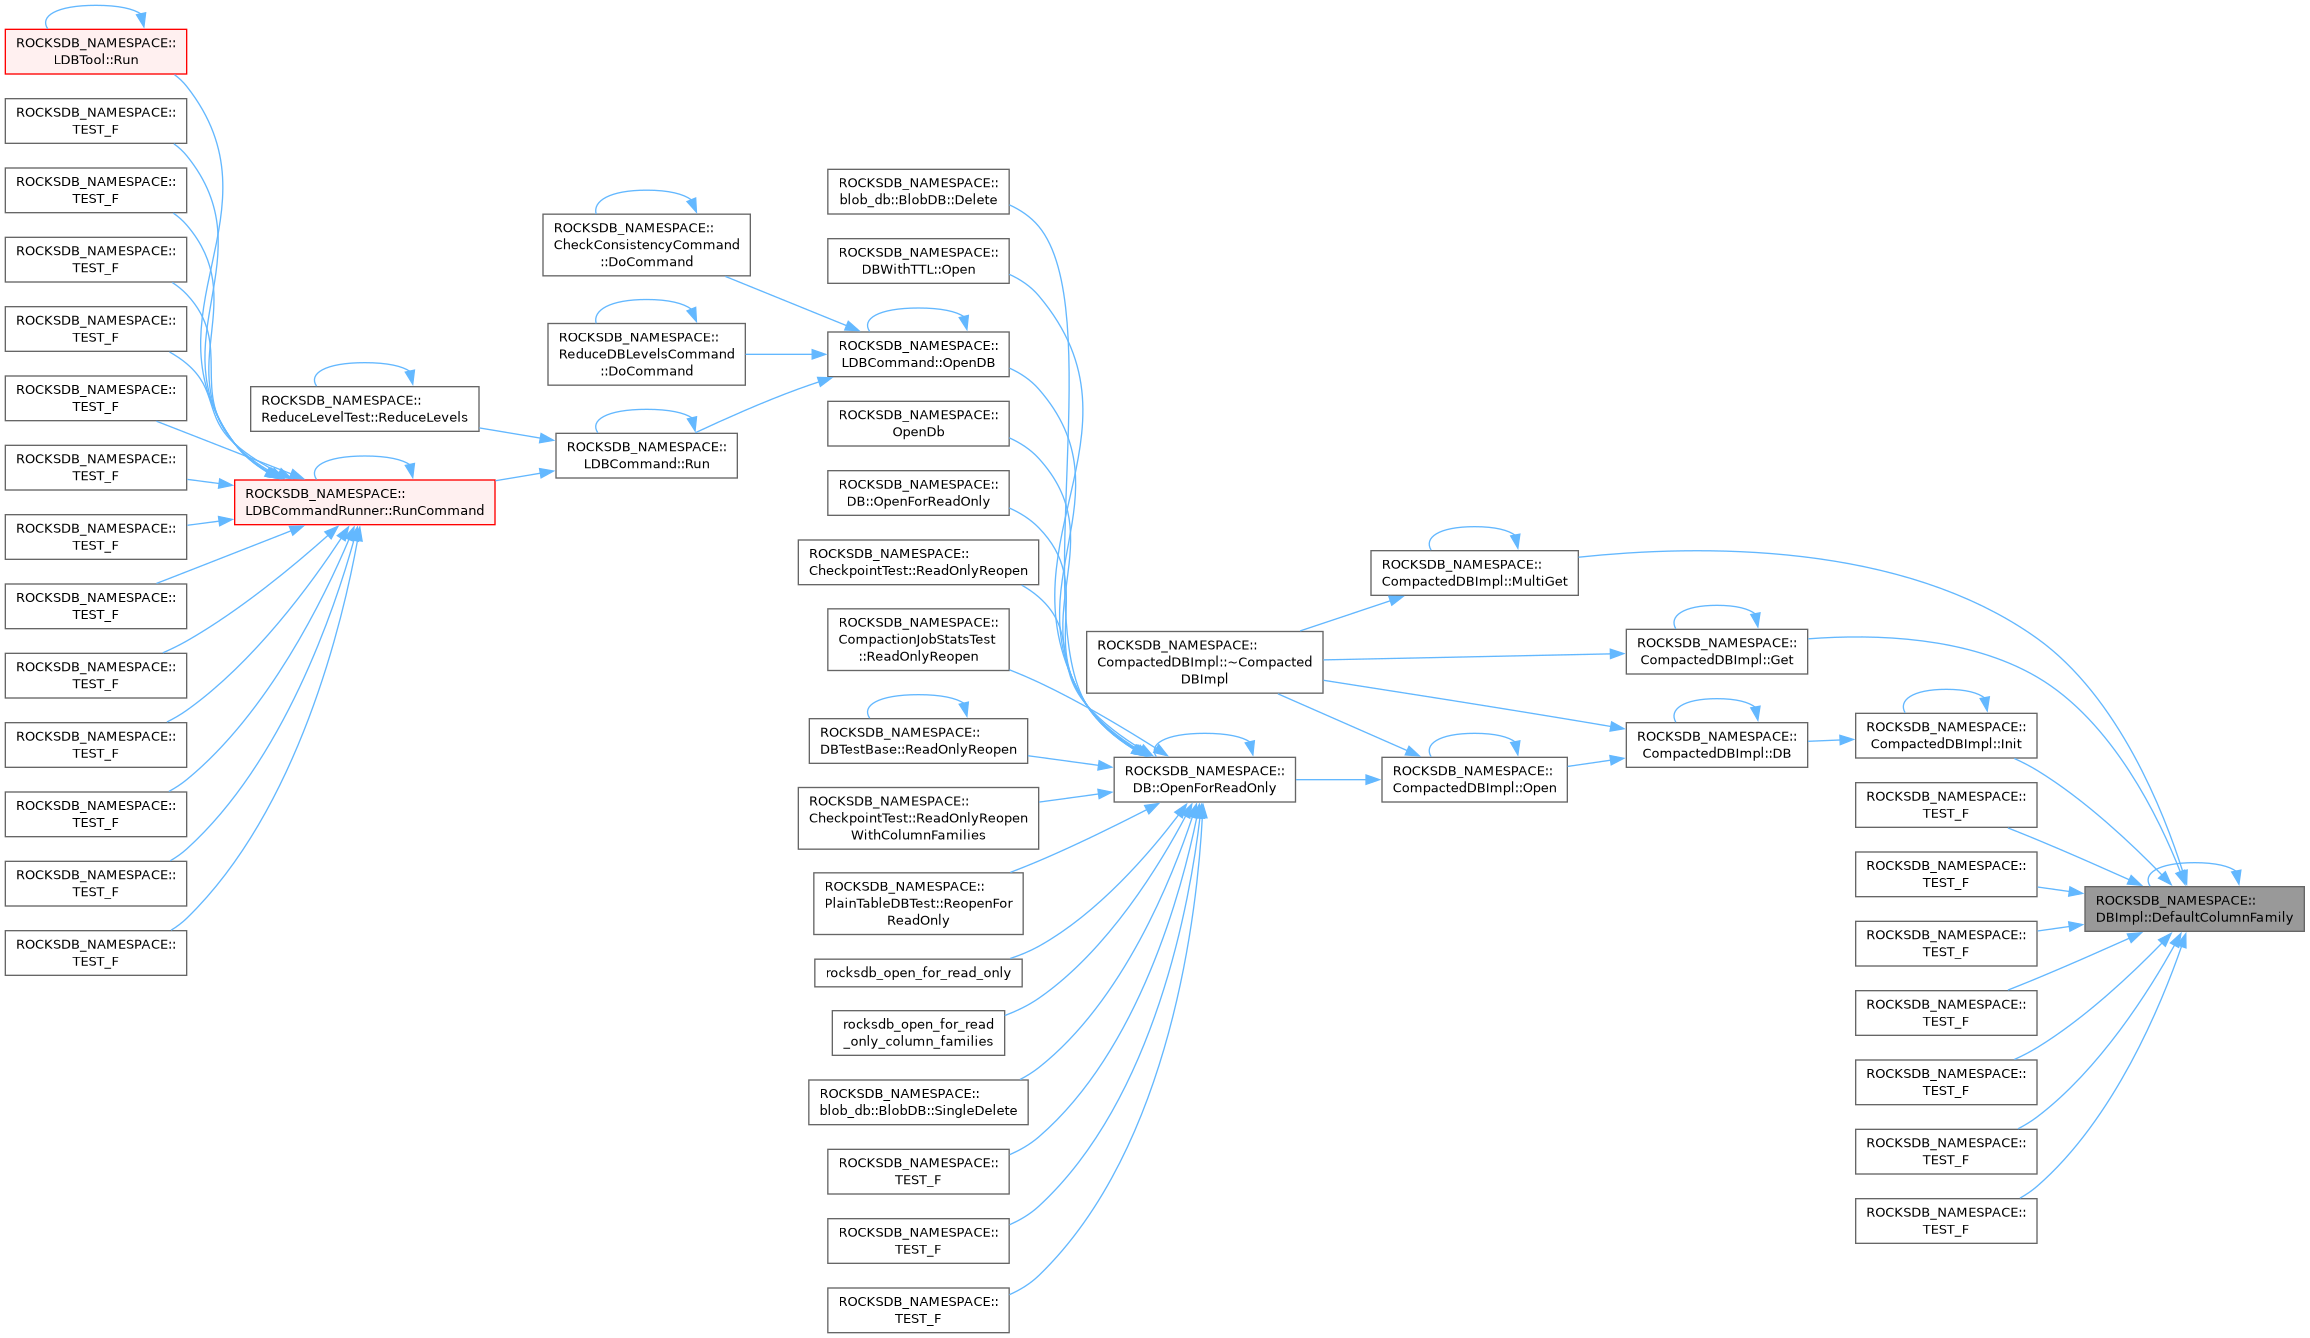 ROCKSDB_NAMESPACE::
LDBTool::Run
ROCKSDB_NAMESPACE::
TEST_F
ROCKSDB_NAMESPACE::
TEST_F
ROCKSDB_NAMESPACE::
TEST_F
ROCKSDB_NAMESPACE::
TEST_F
ROCKSDB_NAMESPACE::
TEST_F
ROCKSDB_NAMESPACE::
TEST_F
ROCKSDB_NAMESPACE::
TEST_F
ROCKSDB_NAMESPACE::
TEST_F
ROCKSDB_NAMESPACE::
TEST_F
ROCKSDB_NAMESPACE::
TEST_F
ROCKSDB_NAMESPACE::
TEST_F
ROCKSDB_NAMESPACE::
TEST_F
ROCKSDB_NAMESPACE::
TEST_F
ROCKSDB_NAMESPACE::
ReduceLevelTest::ReduceLevels
ROCKSDB_NAMESPACE::
LDBCommandRunner::RunCommand
ROCKSDB_NAMESPACE::
CheckConsistencyCommand
::DoCommand
ROCKSDB_NAMESPACE::
ReduceDBLevelsCommand
::DoCommand
ROCKSDB_NAMESPACE::
LDBCommand::Run
ROCKSDB_NAMESPACE::
blob_db::BlobDB::Delete
ROCKSDB_NAMESPACE::
DBWithTTL::Open
ROCKSDB_NAMESPACE::
LDBCommand::OpenDB
ROCKSDB_NAMESPACE::
OpenDb
ROCKSDB_NAMESPACE::
DB::OpenForReadOnly
ROCKSDB_NAMESPACE::
CheckpointTest::ReadOnlyReopen
ROCKSDB_NAMESPACE::
CompactionJobStatsTest
::ReadOnlyReopen
ROCKSDB_NAMESPACE::
DBTestBase::ReadOnlyReopen
ROCKSDB_NAMESPACE::
CheckpointTest::ReadOnlyReopen
WithColumnFamilies
ROCKSDB_NAMESPACE::
PlainTableDBTest::ReopenFor
ReadOnly
rocksdb_open_for_read_only
rocksdb_open_for_read
_only_column_families
ROCKSDB_NAMESPACE::
blob_db::BlobDB::SingleDelete
ROCKSDB_NAMESPACE::
TEST_F
ROCKSDB_NAMESPACE::
TEST_F
ROCKSDB_NAMESPACE::
TEST_F
ROCKSDB_NAMESPACE::
CompactedDBImpl::~Compacted
DBImpl
ROCKSDB_NAMESPACE::
DB::OpenForReadOnly
ROCKSDB_NAMESPACE::
CompactedDBImpl::MultiGet
ROCKSDB_NAMESPACE::
CompactedDBImpl::Open
ROCKSDB_NAMESPACE::
CompactedDBImpl::Get
ROCKSDB_NAMESPACE::
CompactedDBImpl::DB
ROCKSDB_NAMESPACE::
CompactedDBImpl::Init
ROCKSDB_NAMESPACE::
TEST_F
ROCKSDB_NAMESPACE::
TEST_F
ROCKSDB_NAMESPACE::
TEST_F
ROCKSDB_NAMESPACE::
TEST_F
ROCKSDB_NAMESPACE::
TEST_F
ROCKSDB_NAMESPACE::
TEST_F
ROCKSDB_NAMESPACE::
TEST_F
ROCKSDB_NAMESPACE::
DBImpl::DefaultColumnFamily